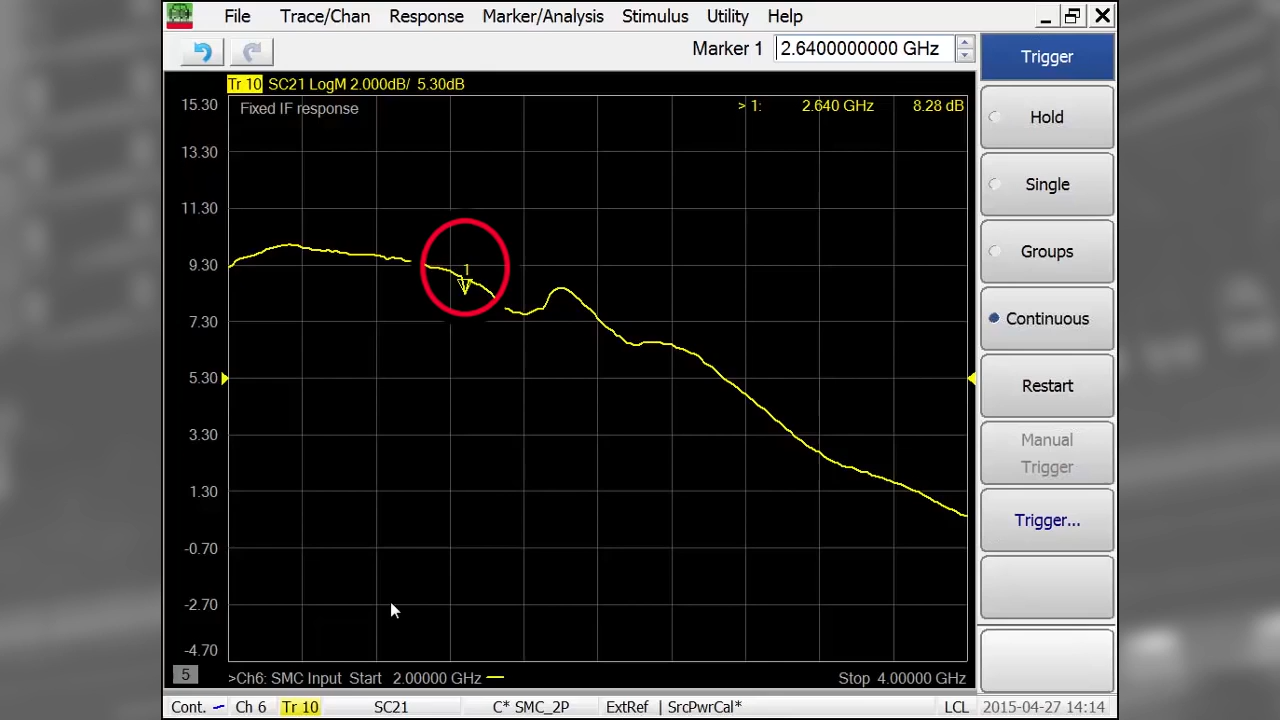 File Trace/Chan Response Marker/Analysis Stimulus Utility Help
Marker 1 2.6400000000 GHz
Trigger
Tr 10 SC21 LogM 2.000dB/ 5.30dB
Fixed IF response
> 1: 2.640 GHz 8.28 dB
15.30
13.30
11.30
9.30
7.30
5.30
3.30
1.30
-0.70
-2.70
-4.70
1
Hold
Single
Groups
Continuous
Restart
Manual
Trigger
Trigger...
5
>Ch6: SMC Input Start 2.00000 GHz Stop 4.00000 GHz
Cont. Ch 6 Tr 10 SC21 C* SMC_2P ExtRef SrcPwrCal* LCL 2015-04-27 14:14